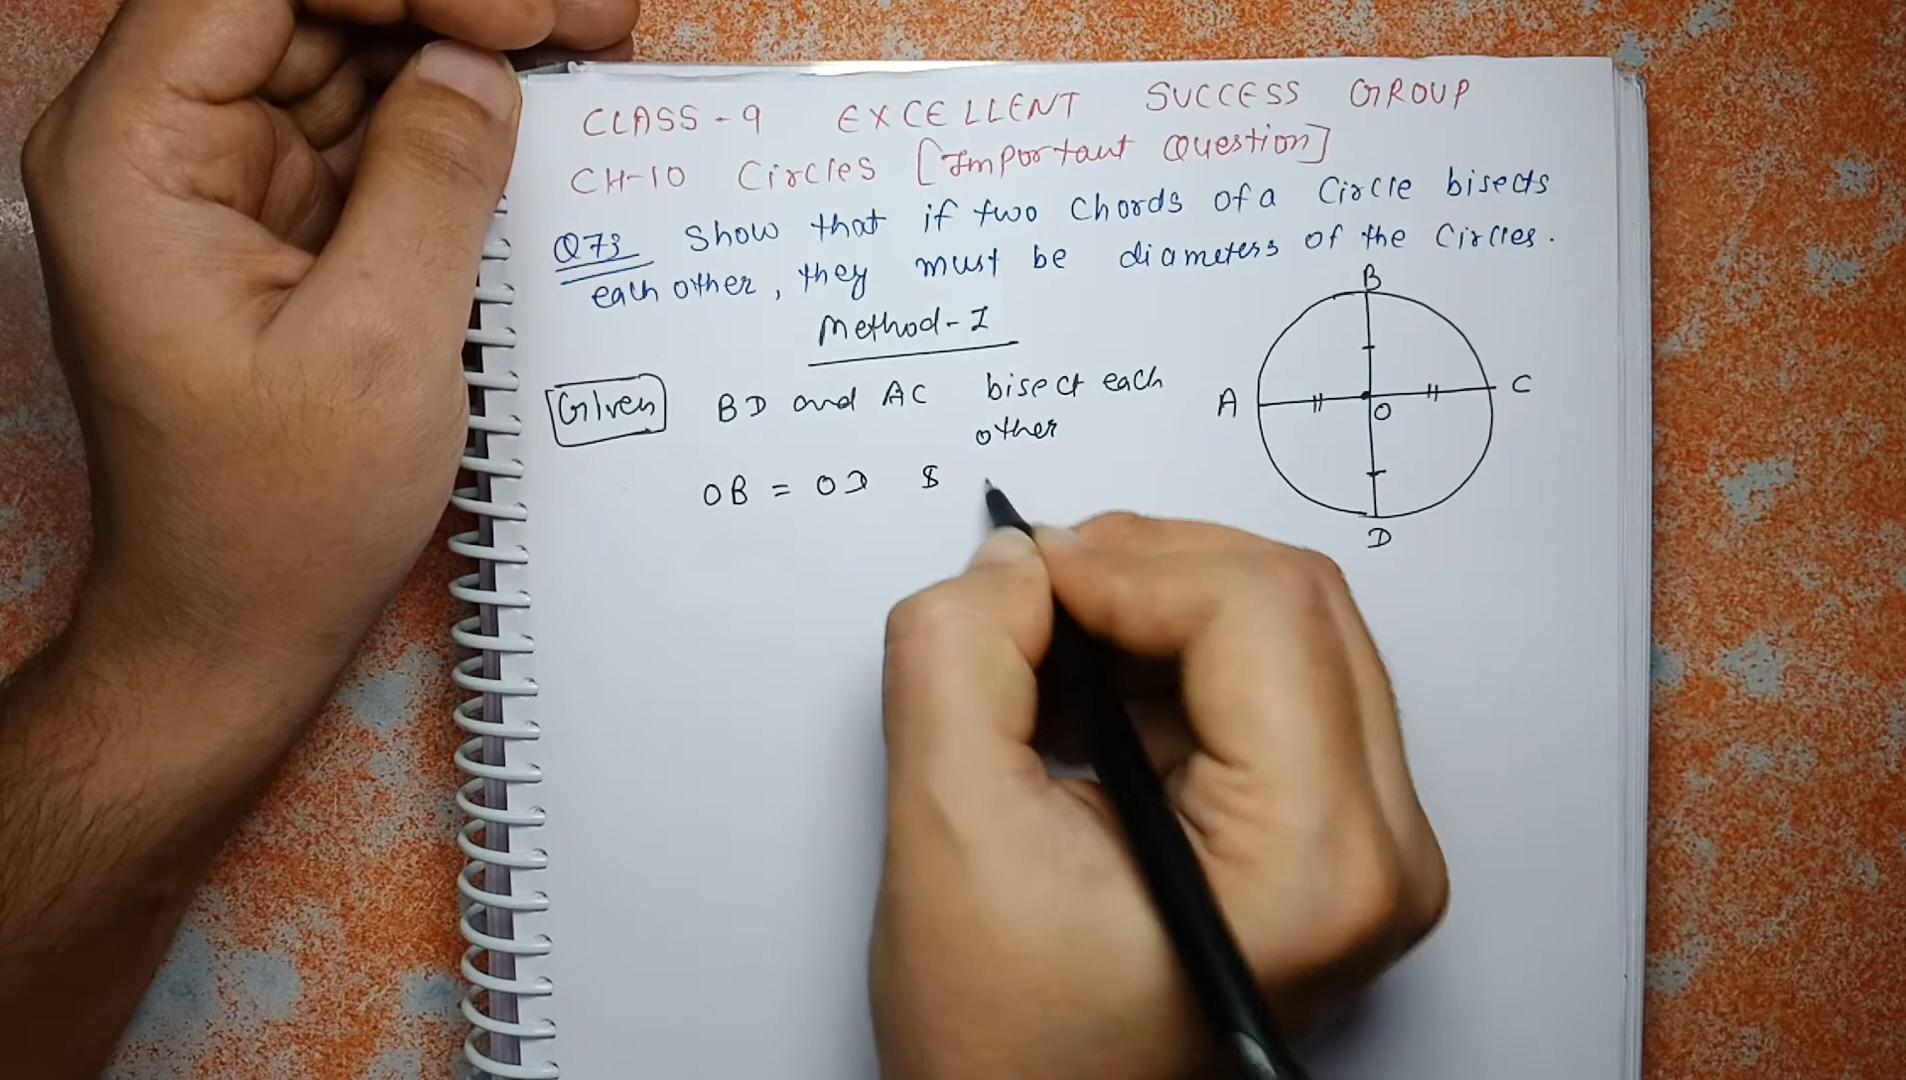 CLASS - 9 EXCELLENT SUCCESS GROUP
CH-10 Circles [Important Question]
Q73 Show that if two chords of a Circle bisects
each other, they must be diameters of the Circles.
Method - I
Given BD and AC bisect each
other
OB = OD &
B
A
C
O
D